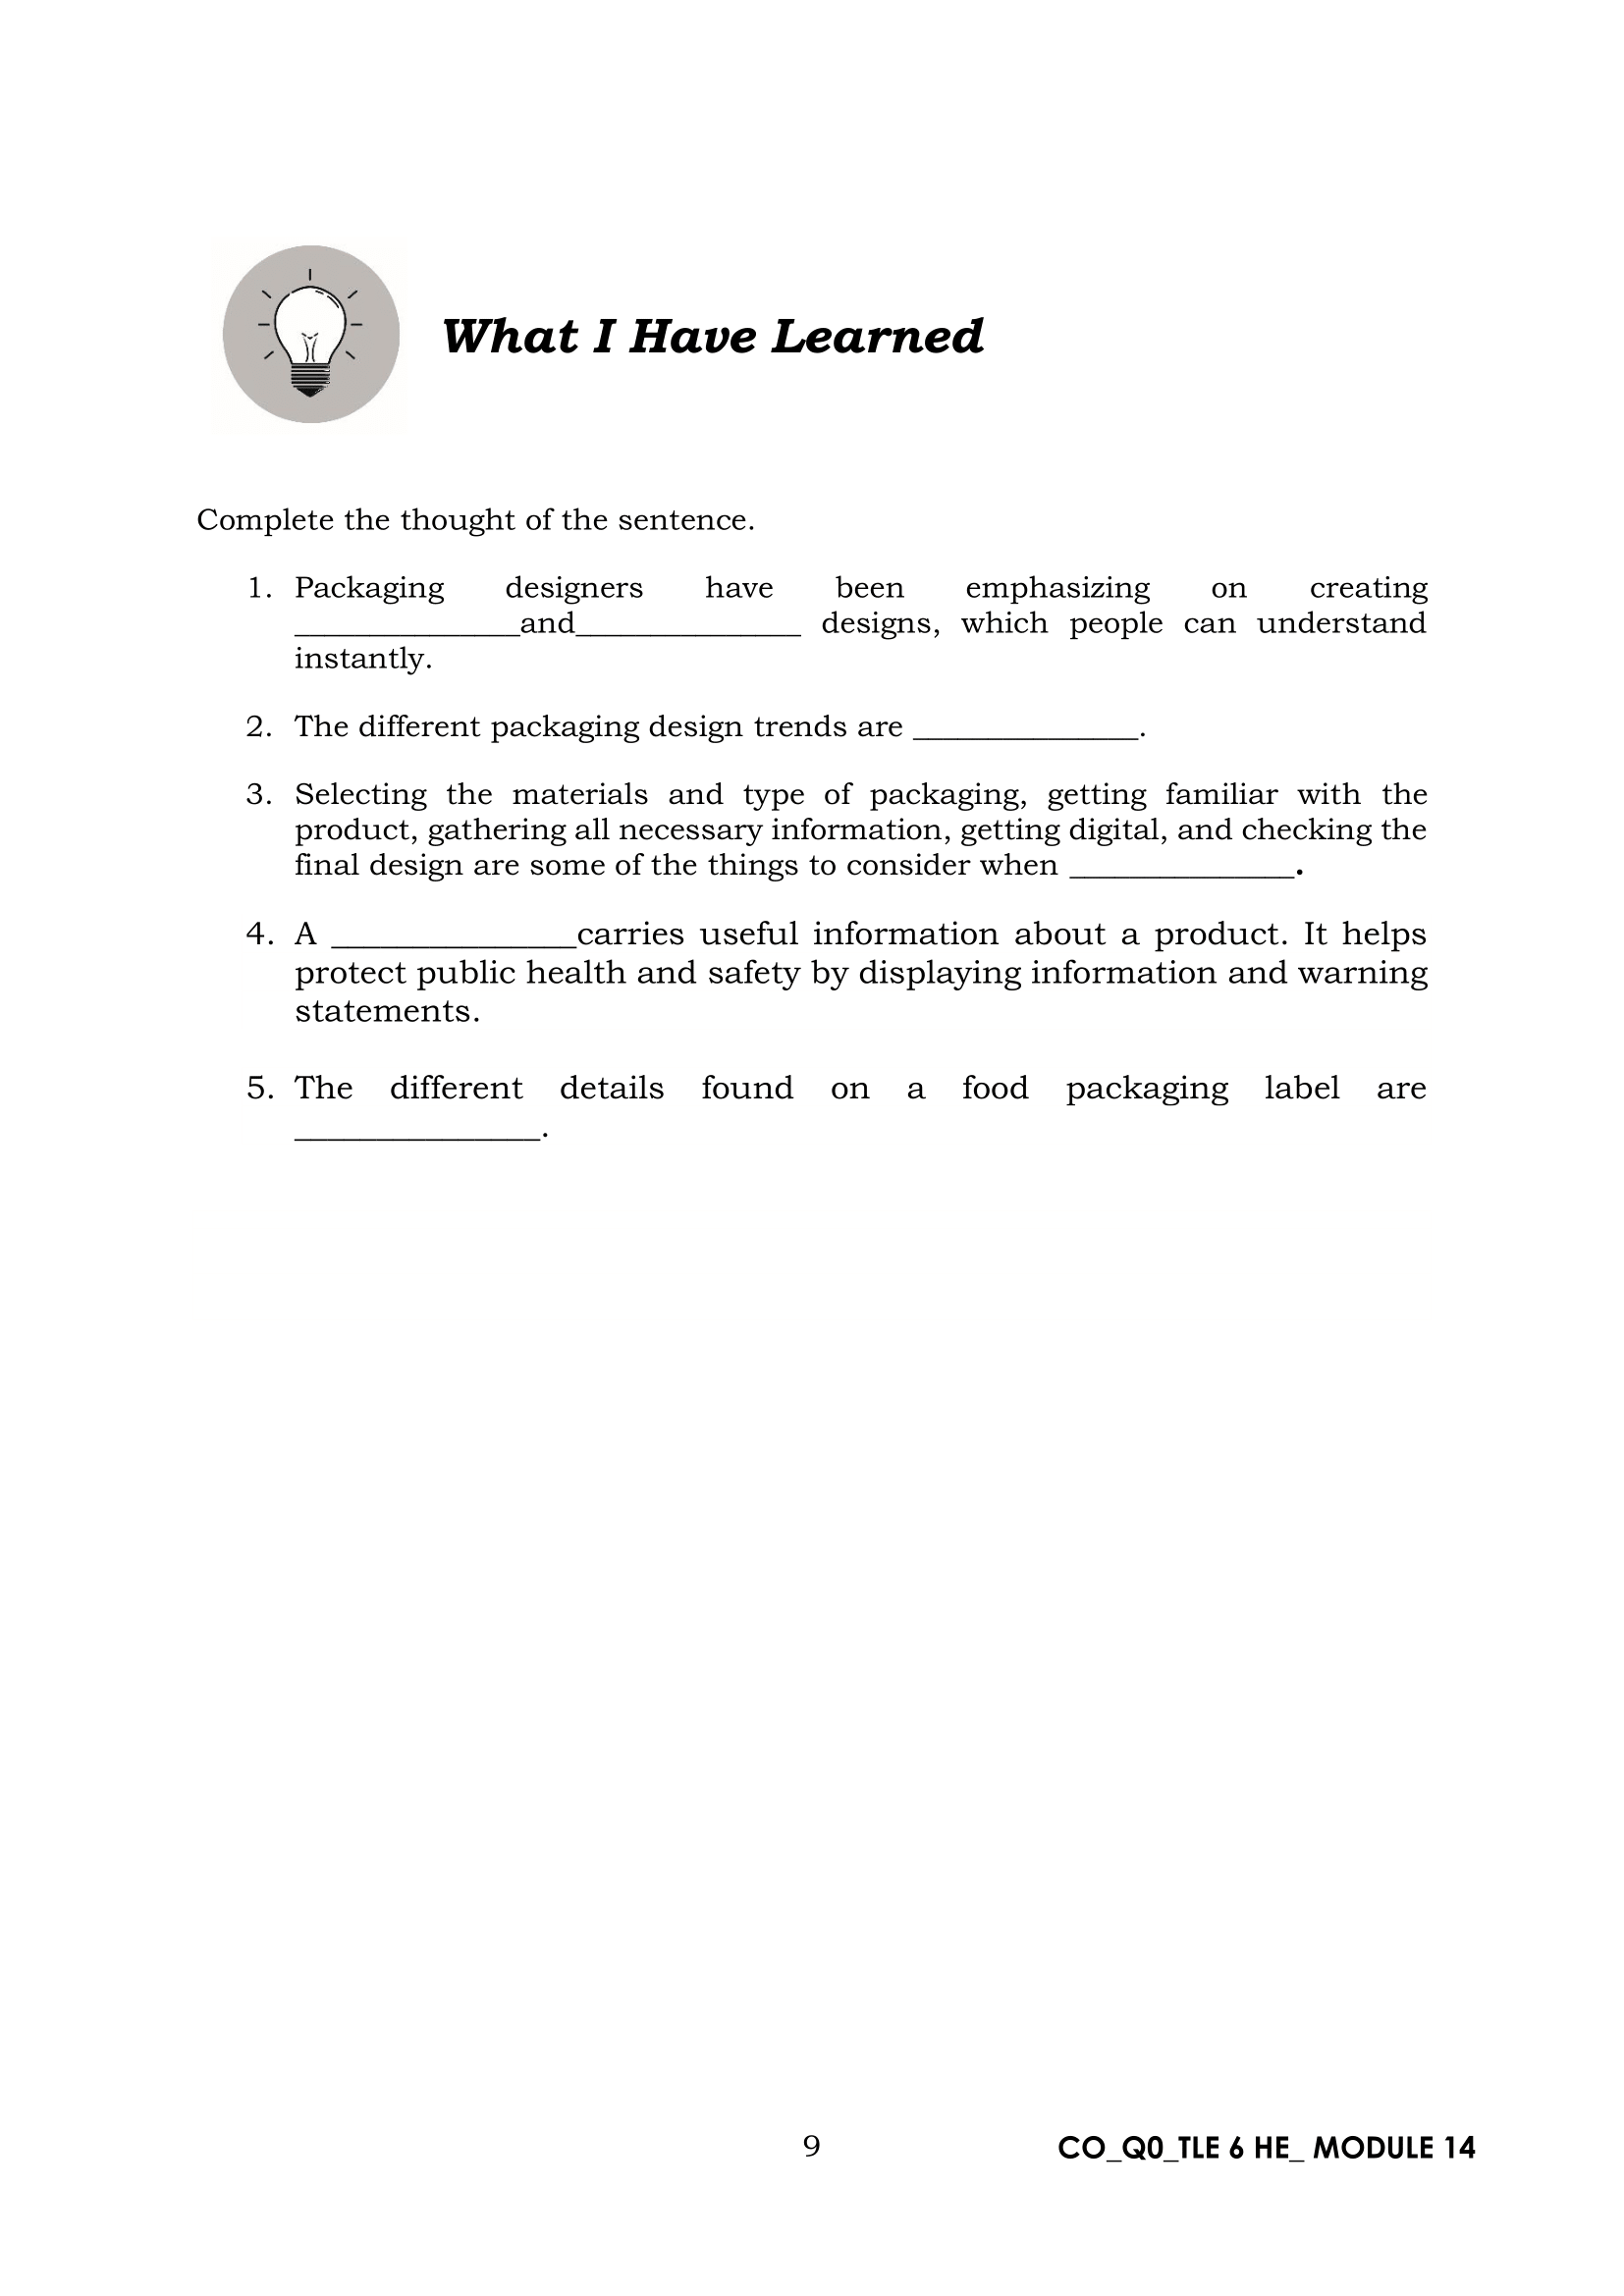 What I Have Learned
Complete the thought of the sentence.
1. Packaging designers have been emphasizing on creating
_______________and_______________ designs, which people can understand
instantly.
2. The different packaging design trends are _______________.
3. Selecting the materials and type of packaging, getting familiar with the
product, gathering all necessary information, getting digital, and checking the
final design are some of the things to consider when _______________.
4. A _______________carries useful information about a product. It helps
protect public health and safety by displaying information and warning
statements.
5. The different details found on a food packaging label are
_______________.
9 CO_Q0_TLE 6 HE_ MODULE 14